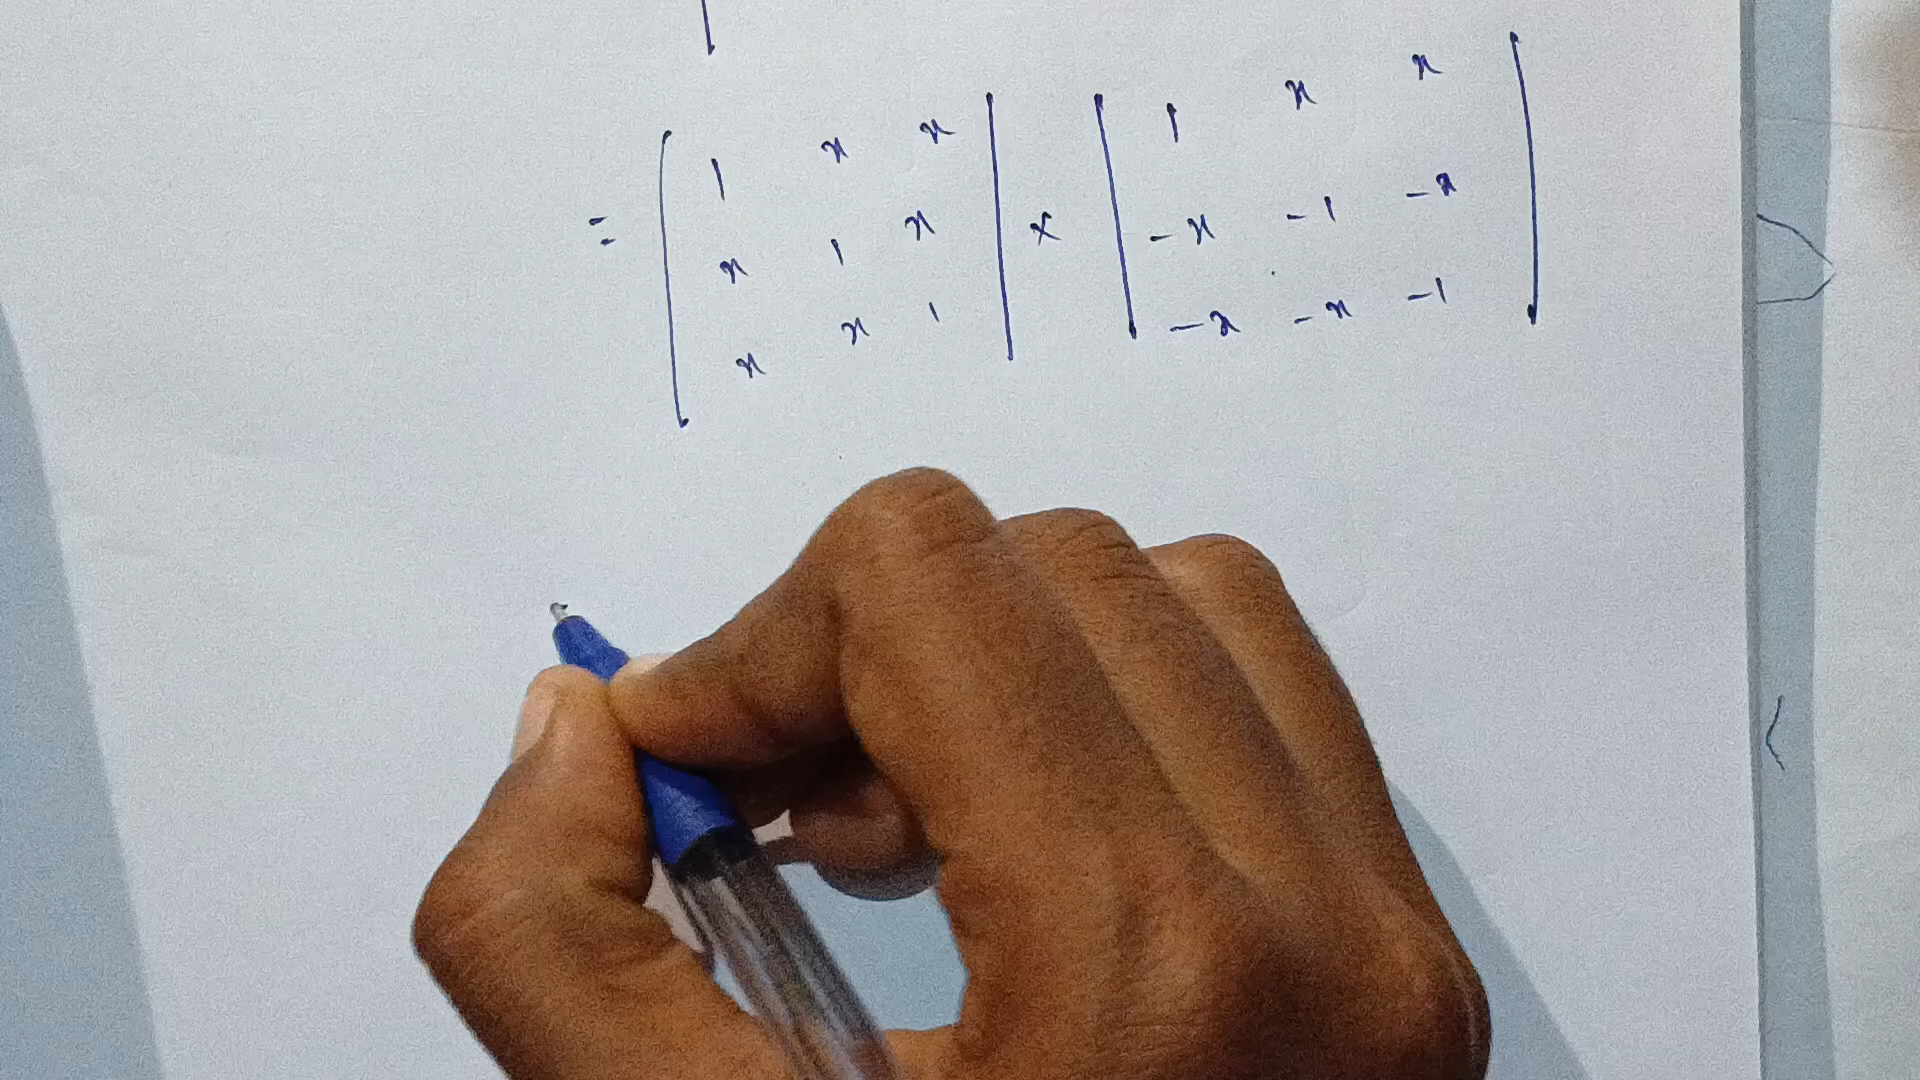 = | 1 x x | × | 1 x x |
| x 1 x | | -x -1 -x |
| x x 1 | | -x -x -1 |